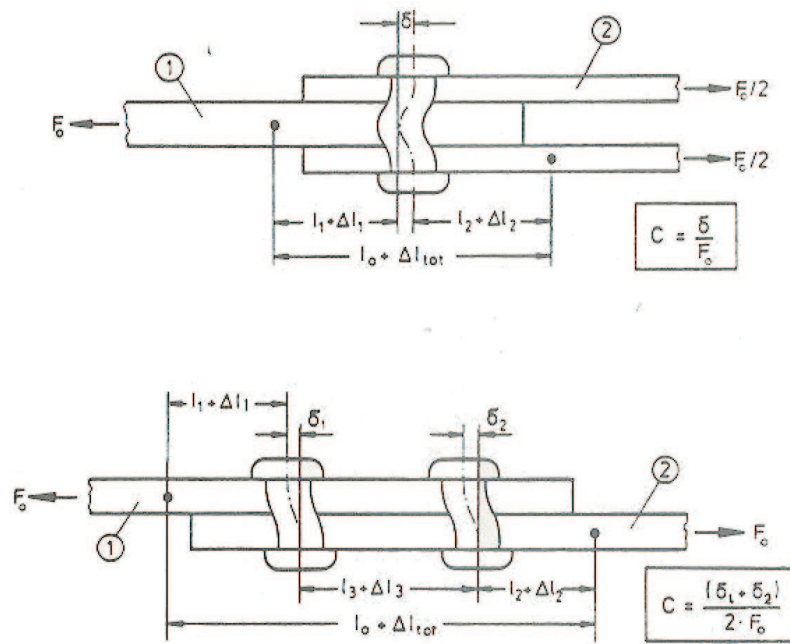 δ
① ②
F₀ F₀/2
F₀/2
l₁ + Δl₁ l₂ + Δl₂
l₀ + Δl_tot
C = δ / F₀
l₁ + Δl₁ δ₁ δ₂
② 
F₀ F₀
①
l₃ + Δl₃ l₂ + Δl₂
l₀ + Δl_tot
C = (δ₁ + δ₂) / 2 · F₀